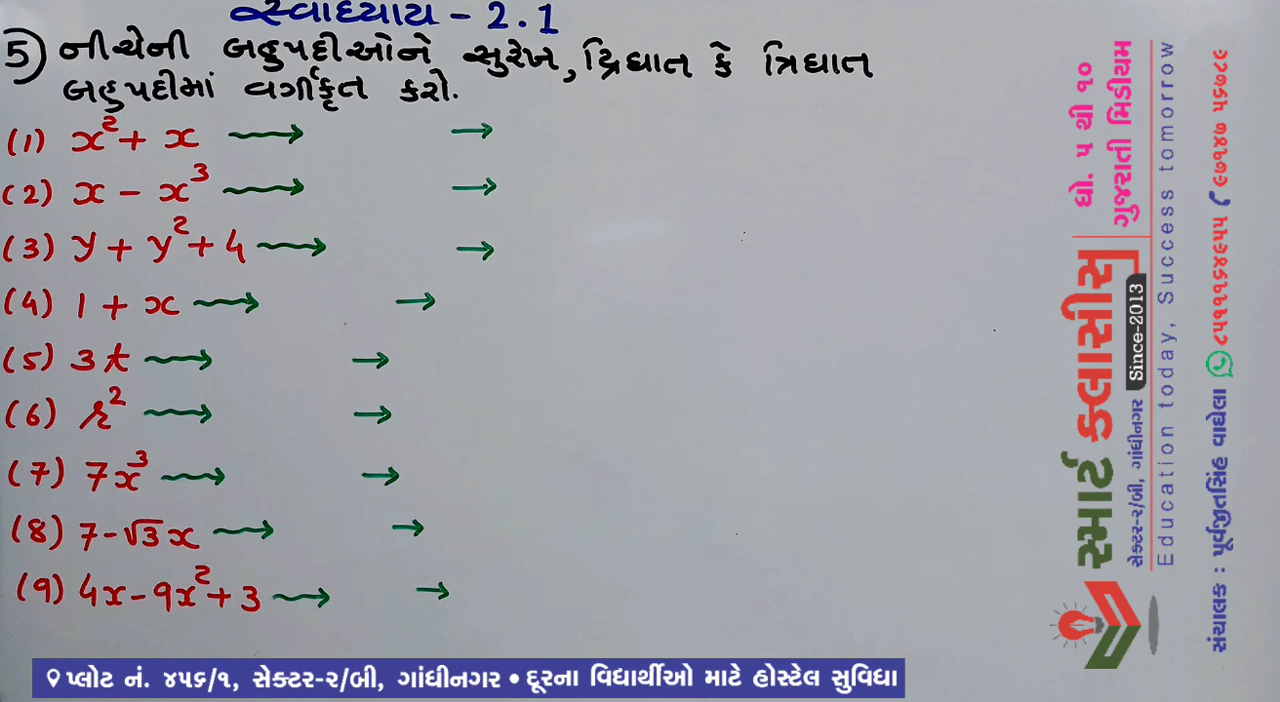 સ્વાધ્યાય - 2.1
5) નીચેની બહુપદીઓને સુરેખ, દ્વિઘાત કે ત્રિઘાત
બહુપદીમાં વર્ગીકૃત કરો.
(1) x² + x → →
(2) x - x³ → →
(3) y + y² + 4 → →
(4) 1 + x → →
(5) 3t → →
(6) r² → →
(7) 7x³ → →
(8) 7-√3x → →
(9) 4x-9x²+3 → →
સ્માર્ટ ક્લાસીસ
ધો. ૫ થી ૧૦
ગુજરાતી મિડીયમ
સેક્ટર-૨/બી, ગાંધીનગર
Since-2013
Education today, Success tomorrow
સંચાલક : પૂર્વજીતસિંહ વાઘેલા
પ્લોટ નં. ૪૫૬/૧, સેક્ટર-૨/બી, ગાંધીનગર • દૂરના વિદ્યાર્થીઓ માટે હોસ્ટેલ સુવિધા